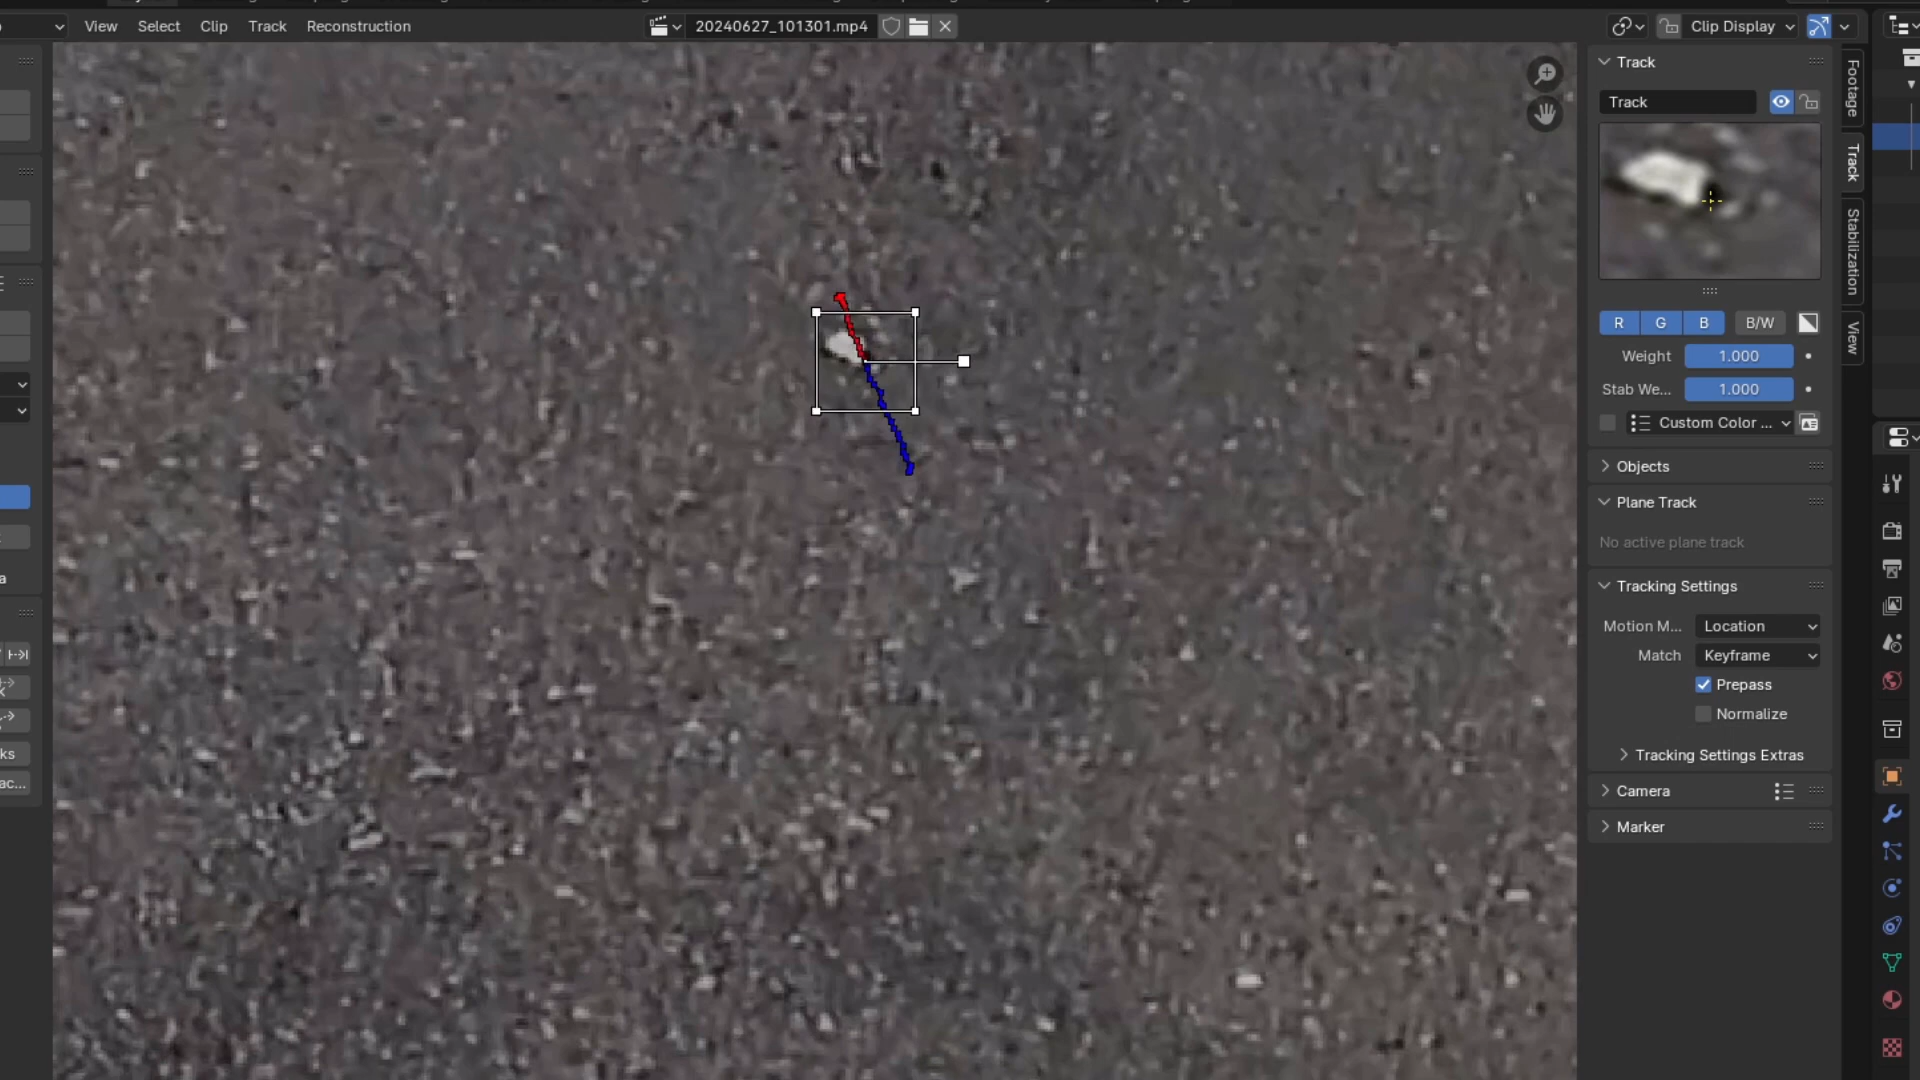 View Select Clip Track Reconstruction 20240627_101301.mp4 Clip Display
Track
Track
R G B B/W
Weight 1.000
Stab We... 1.000
Custom Color ...
Objects
Plane Track
No active plane track
Tracking Settings
Motion M... Location
Match Keyframe
Prepass
Normalize
Tracking Settings Extras
Camera
Marker
Footage
Track
Stabilization
View
a
ks
ac...